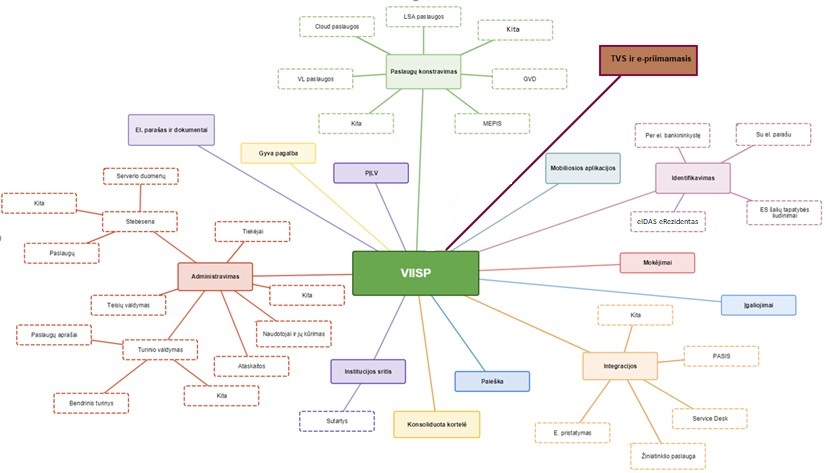 LSA paslaugos
Cloud paslaugos
Kita
Paslaugų konstravimas
VL paslaugos
GVD
Kita
MEPIS
TVS ir e-priimamasis
El. parašas ir dokumentai
Gyva pagalba
PĮLV
Mobiliosios aplikacijos
Per el. bankininkystę
Su el. parašu
Identifikavimas
eIDAS eRezidentas
ES šalių tapatybės
liudinimai
Serverio duomenų
Kita
Stebėsena
Paslaugų
Tiekėjai
Administravimas
VIISP
Mokėjimai
Įgaliojimai
Teisių valdymas
Kita
Naudotojai ir jų kūrimas
Paslaugų aprašai
Turinio valdymas
Ataskaitos
Bendrinis turinys
Kita
Institucijos sritis
Sutartys
Paieška
Konsoliduota kortelė
Kita
PASIS
Integracijos
Service Desk
E. pristatymas
Žiniatinklio paslauga